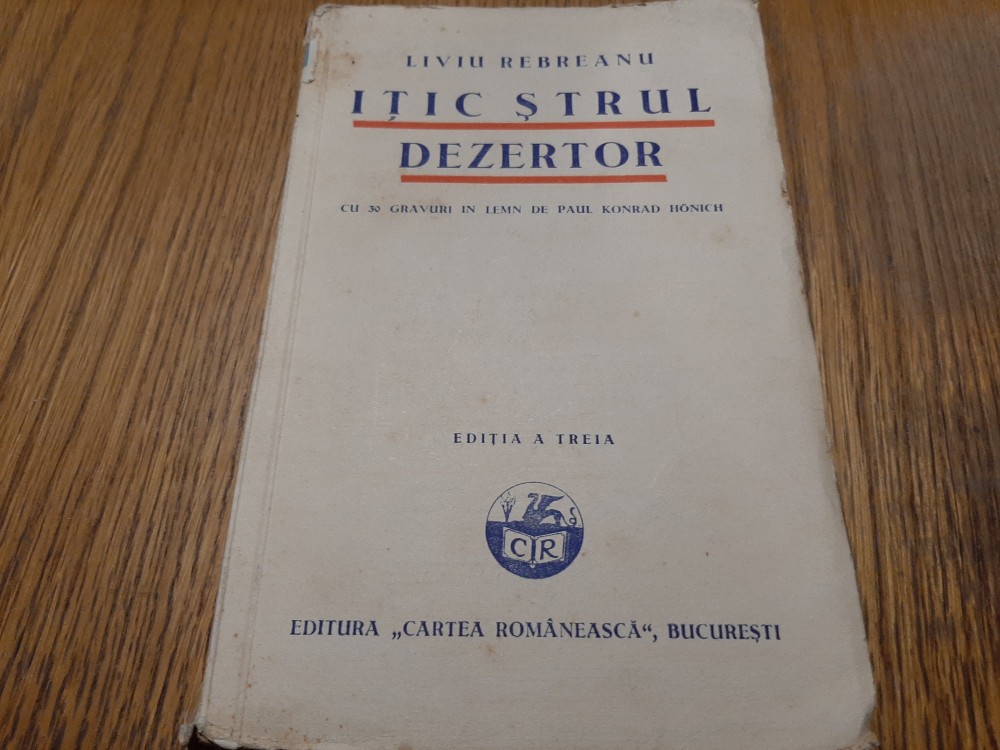 LIVIU REBREANU
IȚIC ȘTRUL
DEZERTOR
CU 30 GRAVURI IN LEMN DE PAUL KONRAD HÖNICH
EDIȚIA A TREIA
C R
EDITURA „CARTEA ROMÂNEASCĂ“, BUCUREȘTI